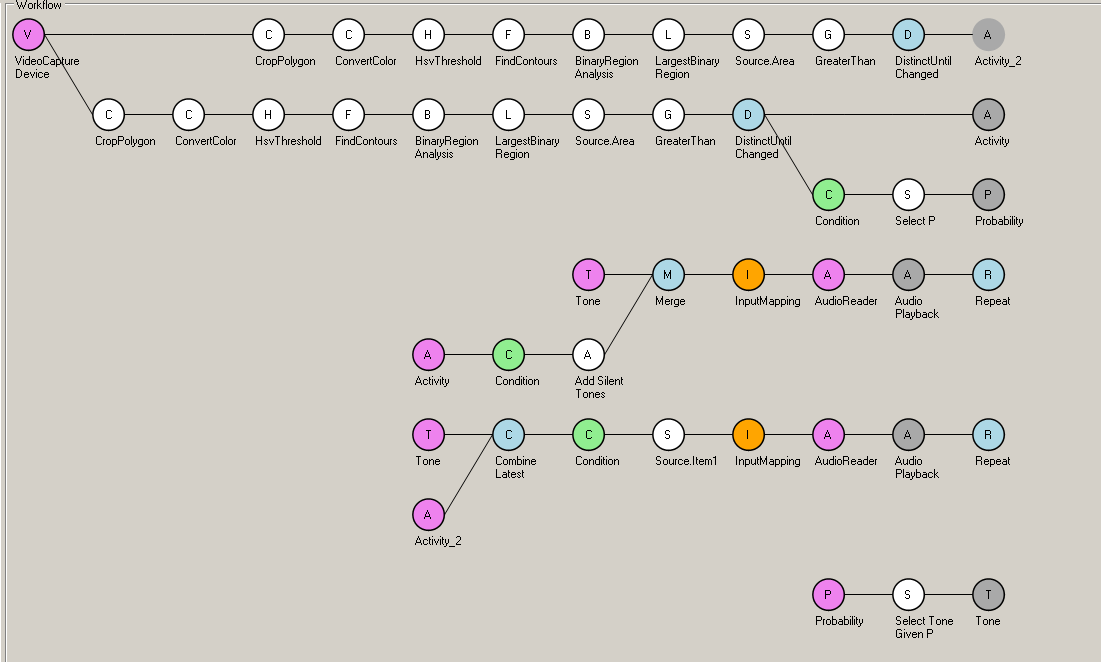 Workflow
V C C H F B L S G D A
VideoCapture CropPolygon ConvertColor HsvThreshold FindContours BinaryRegion LargestBinary Source.Area GreaterThan DistinctUntil Activity_2
Device Analysis Region Changed
C C H F B L S G D A
CropPolygon ConvertColor HsvThreshold FindContours BinaryRegion LargestBinary Source.Area GreaterThan DistinctUntil Activity
Analysis Region Changed
C S P
Condition Select P Probability
T M I A A R
Tone Merge InputMapping AudioReader Audio Repeat
Playback
A C A
Activity Condition Add Silent
Tones
T C C S I A A R
Tone Combine Condition Source.Item1 InputMapping AudioReader Audio Repeat
Latest Playback
A
Activity_2
P S T
Probability Select Tone Tone
Given P